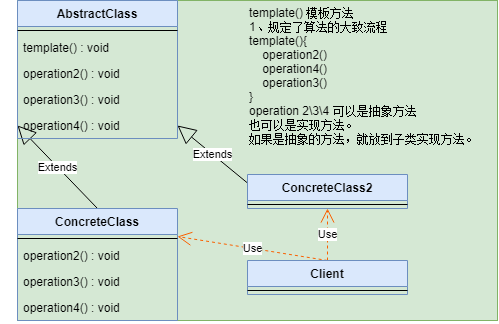 AbstractClass
template() : void
operation2() : void
operation3() : void
operation4() : void
template() 模板方法
1、规定了算法的大致流程
template(){
operation2()
operation4()
operation3()
}
operation 2\3\4 可以是抽象方法
也可以是实现方法。
如果是抽象的方法，就放到子类实现方法。
Extends
Extends
ConcreteClass2
ConcreteClass
operation2() : void
operation3() : void
operation4() : void
Use
Use
Client